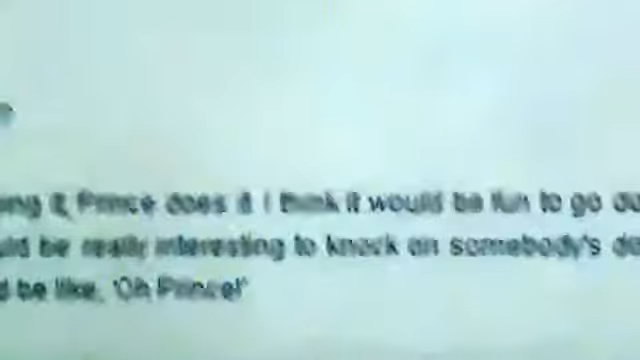 Prince does it I think it would be fun to go
be really interesting to knock on somebody's
be like, 'Oh Prince!'